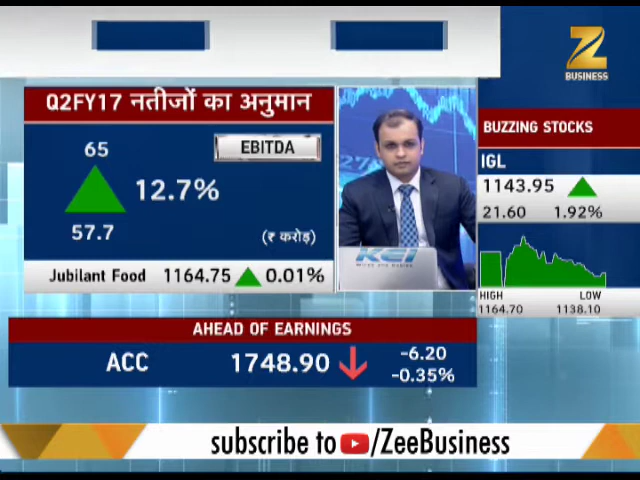 Z
BUSINESS
Q2FY17 नतीजों का अनुमान
65
EBITDA
12.7%
57.7
(₹ करोड़)
Jubilant Food 1164.75 0.01%
KEI
BUZZING STOCKS
IGL
1143.95
21.60 1.92%
HIGH LOW
1164.70 1138.10
AHEAD OF EARNINGS
ACC 1748.90 -6.20
-0.35%
subscribe to /ZeeBusiness